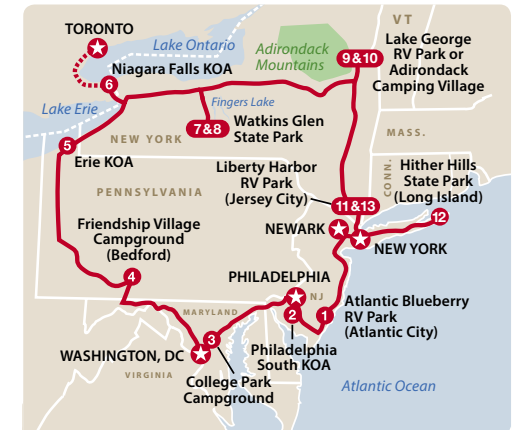 TORONTO
Lake Ontario
Adirondack
Mountains
VT
9 & 10
Lake George
RV Park or
Adirondack
Camping Village
Niagara Falls KOA
6
Lake Erie
Fingers Lake
7 & 8
Watkins Glen
State Park
NEW YORK
MASS.
5
Erie KOA
CONN.
Liberty Harbor
RV Park
(Jersey City)
Hither Hills
State Park
(Long Island)
PENNSYLVANIA
11 & 13
12
Friendship Village
Campground
(Bedford)
NEWARK
NEW YORK
4
PHILADELPHIA
NJ
MARYLAND
2
1
Atlantic Blueberry
RV Park
(Atlantic City)
3
WASHINGTON, DC
Philadelphia
South KOA
VIRGINIA
College Park
Campground
Atlantic Ocean